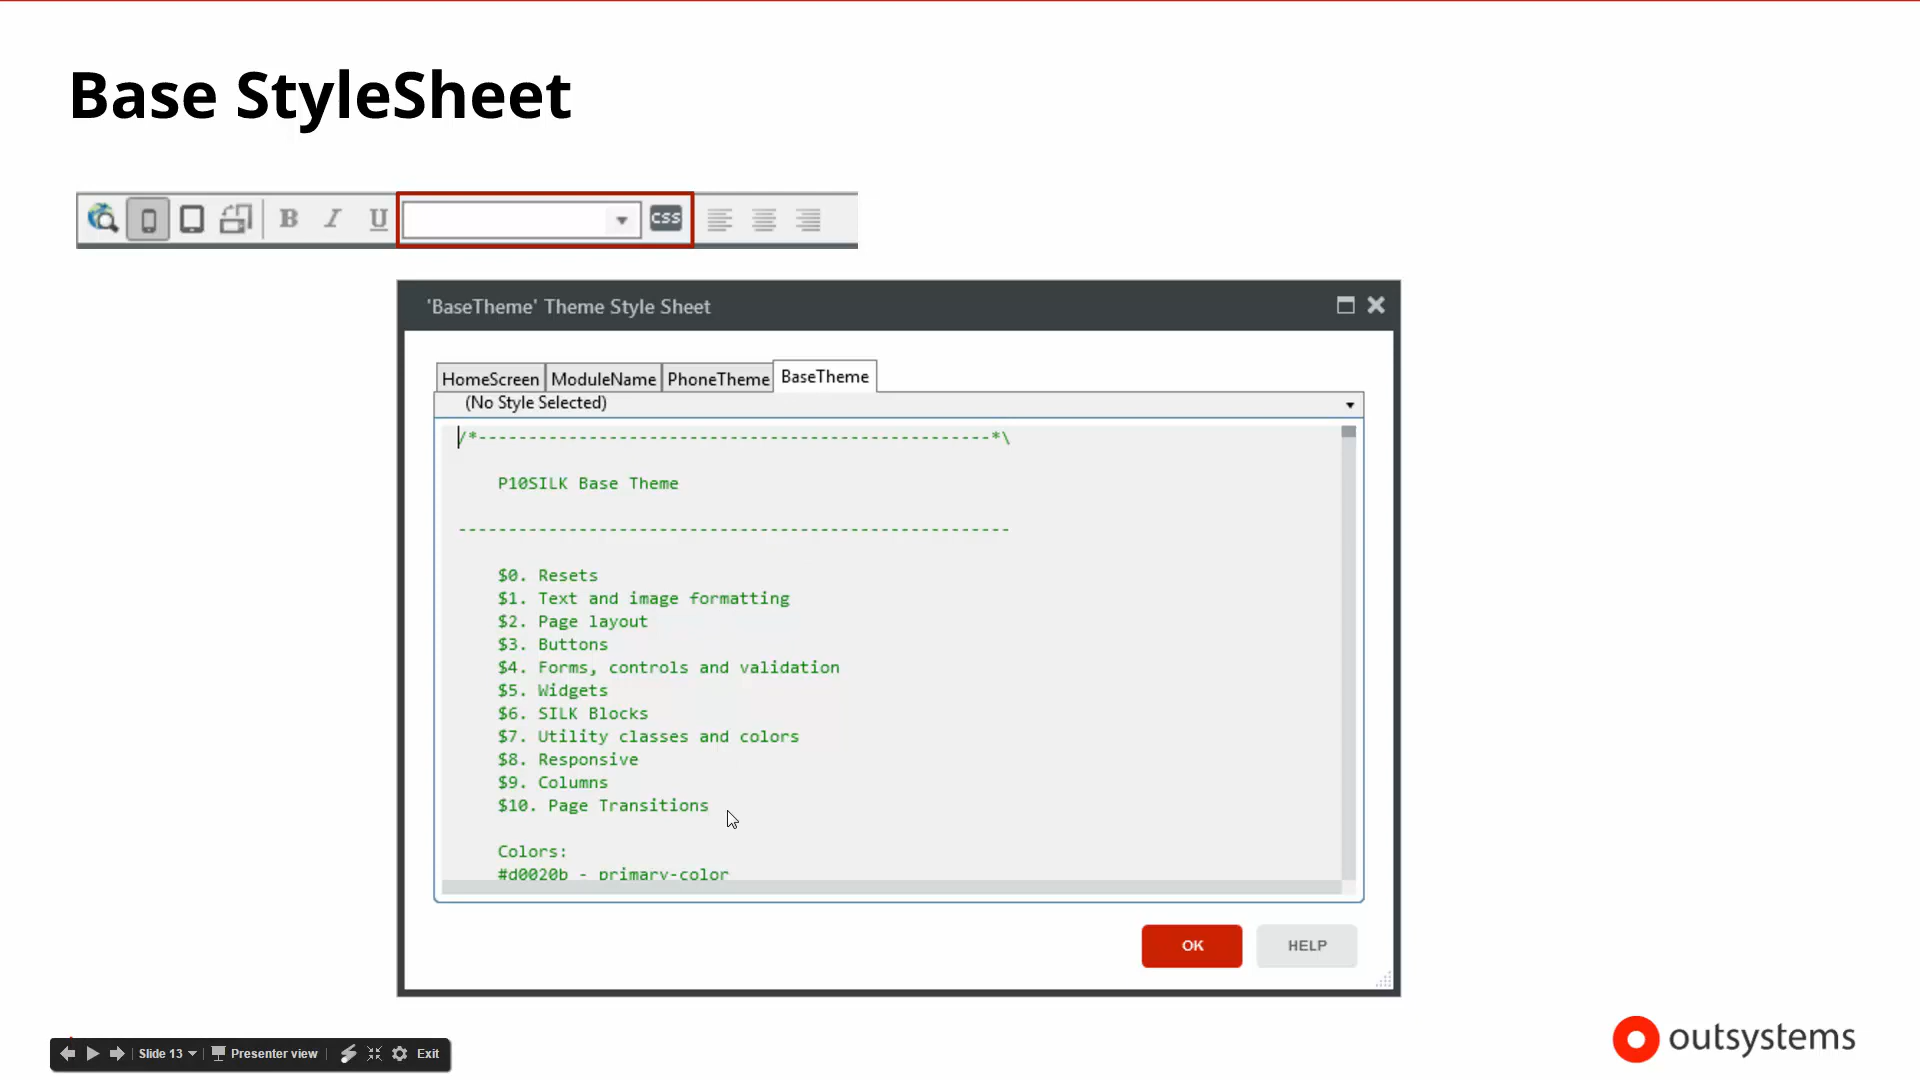 Base StyleSheet
B I U CSS
'BaseTheme' Theme Style Sheet
HomeScreen ModuleName PhoneTheme BaseTheme
(No Style Selected)
/*---------------------------------------------------*\
P10SILK Base Theme
-------------------------------------------------------
$0. Resets
$1. Text and image formatting
$2. Page layout
$3. Buttons
$4. Forms, controls and validation
$5. Widgets
$6. SILK Blocks
$7. Utility classes and colors
$8. Responsive
$9. Columns
$10. Page Transitions
Colors:
#d0020b - primary-color
OK HELP
Slide 13 Presenter view Exit
outsystems